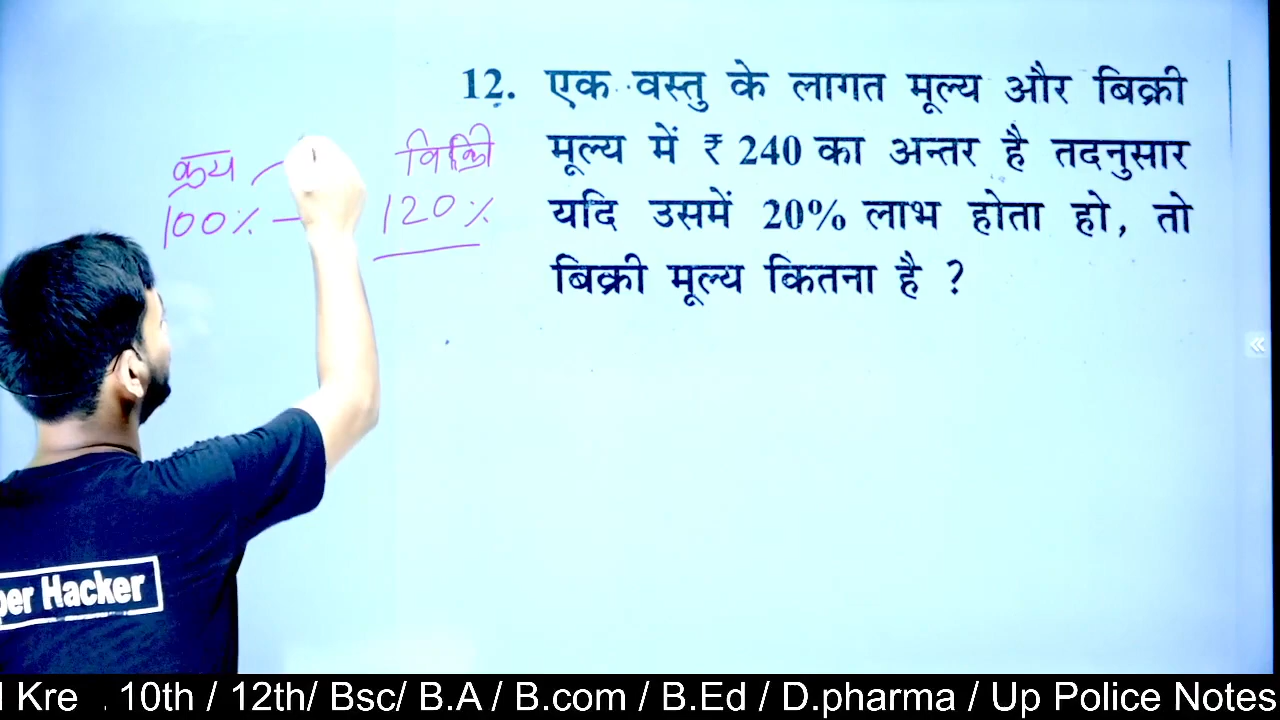 12. एक वस्तु के लागत मूल्य और बिक्री
मूल्य में ₹ 240 का अन्तर है तदनुसार
यदि उसमें 20% लाभ होता हो, तो
बिक्री मूल्य कितना है ?
क्रय
विक्री
100% 120%
per Hacker
«
l Kre . 10th / 12th/ Bsc/ B.A / B.com / B.Ed / D.pharma / Up Police Notes